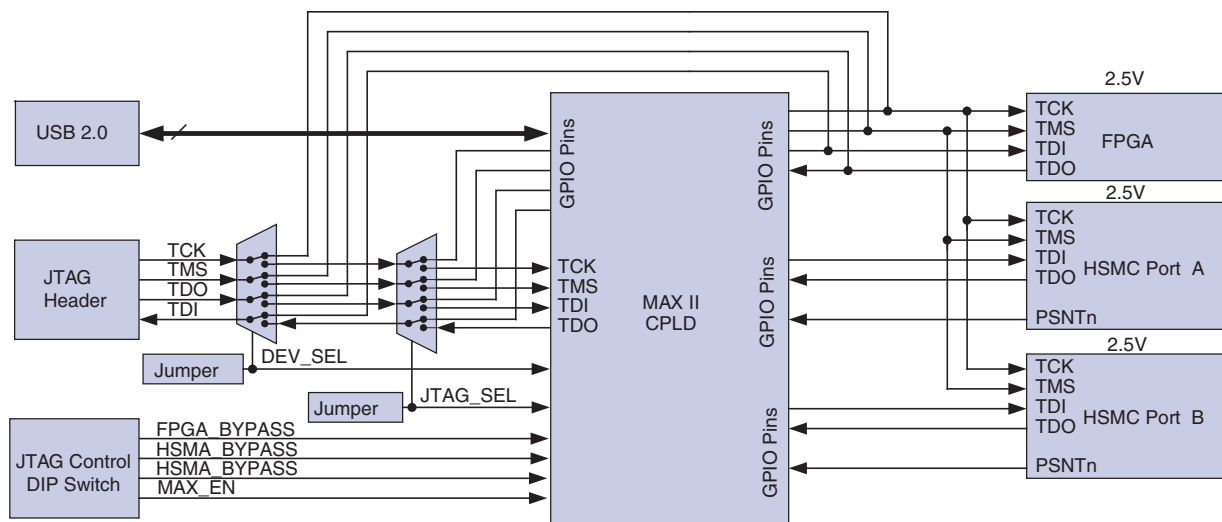 USB 2.0
JTAG
Header
TCK
TMS
TDO
TDI
Jumper
DEV_SEL
Jumper
JTAG_SEL
JTAG Control
DIP Switch
FPGA_BYPASS
HSMA_BYPASS
HSMA_BYPASS
MAX_EN
GPIO Pins
TCK
TMS
TDI
TDO
MAX II
CPLD
GPIO Pins
GPIO Pins
GPIO Pins
2.5V
TCK
TMS
TDI
TDO
FPGA
2.5V
TCK
TMS
TDI
TDO
PSNTn
HSMC Port A
2.5V
TCK
TMS
TDI
TDO
PSNTn
HSMC Port B